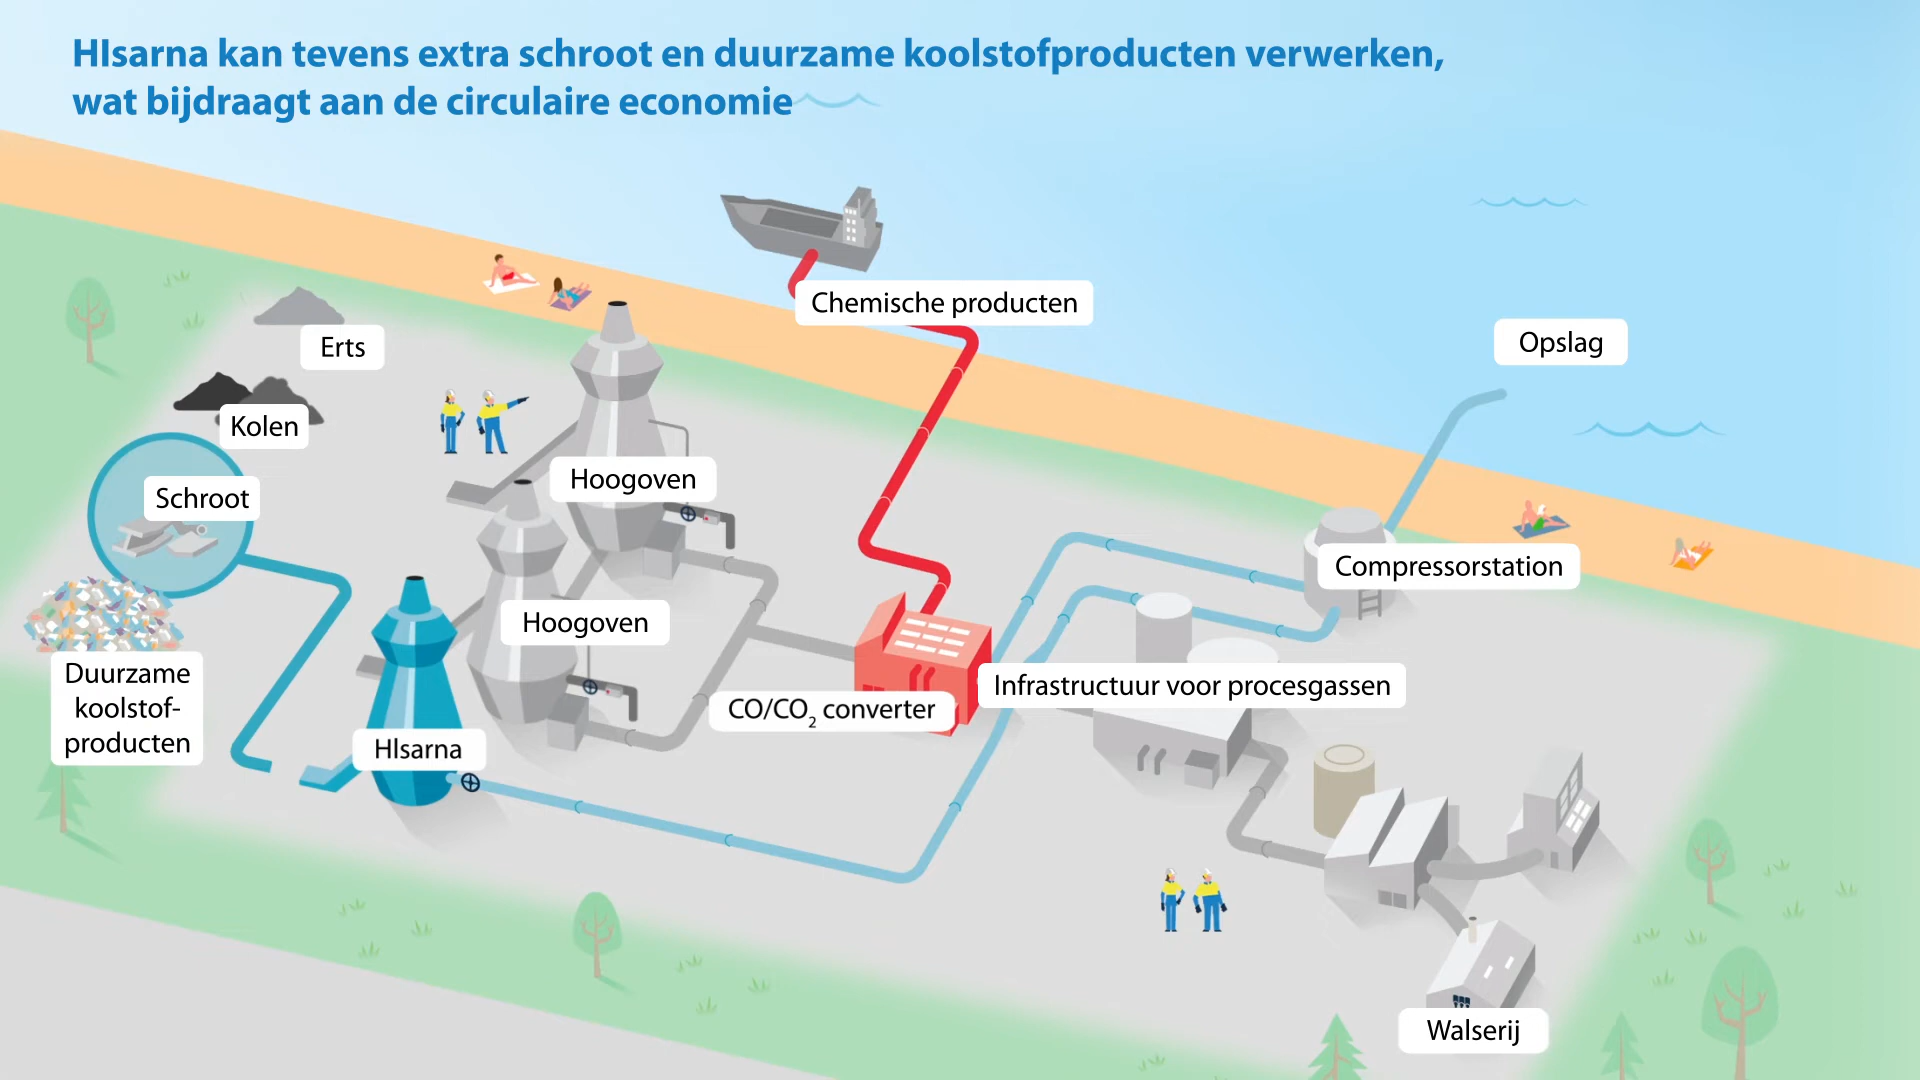 HIsarna kan tevens extra schroot en duurzame koolstofproducten verwerken,
wat bijdraagt aan de circulaire economie
Chemische producten
Erts
Opslag
Kolen
Hoogoven
Schroot
Compressorstation
Hoogoven
Duurzame
koolstof-
producten
Infrastructuur voor procesgassen
CO/CO₂ converter
HIsarna
Walserij